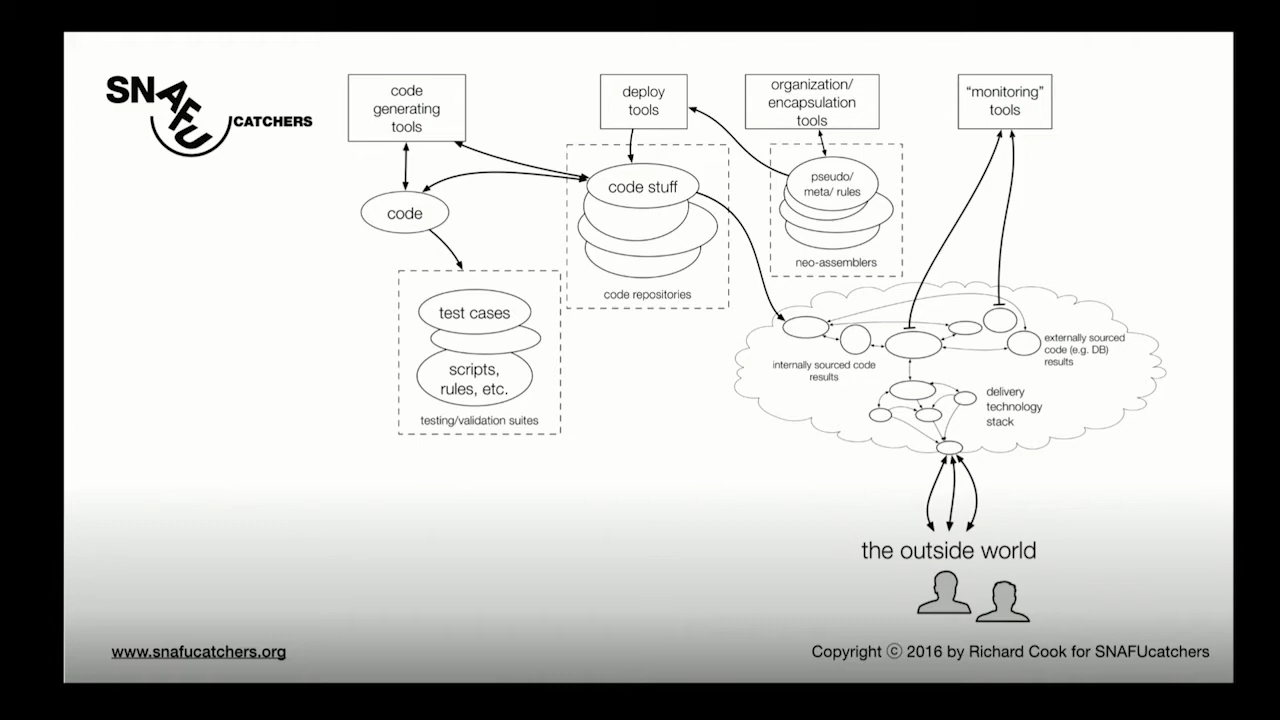 SNAFU CATCHERS
code
generating
tools
deploy
tools
organization/
encapsulation
tools
“monitoring”
tools
code
code stuff
code repositories
pseudo/
meta/ rules
neo-assemblers
test cases
scripts,
rules, etc.
testing/validation suites
internally sourced code
results
externally sourced
code (e.g. DB)
results
delivery
technology
stack
the outside world
www.snafucatchers.org
Copyright ⓒ 2016 by Richard Cook for SNAFUcatchers